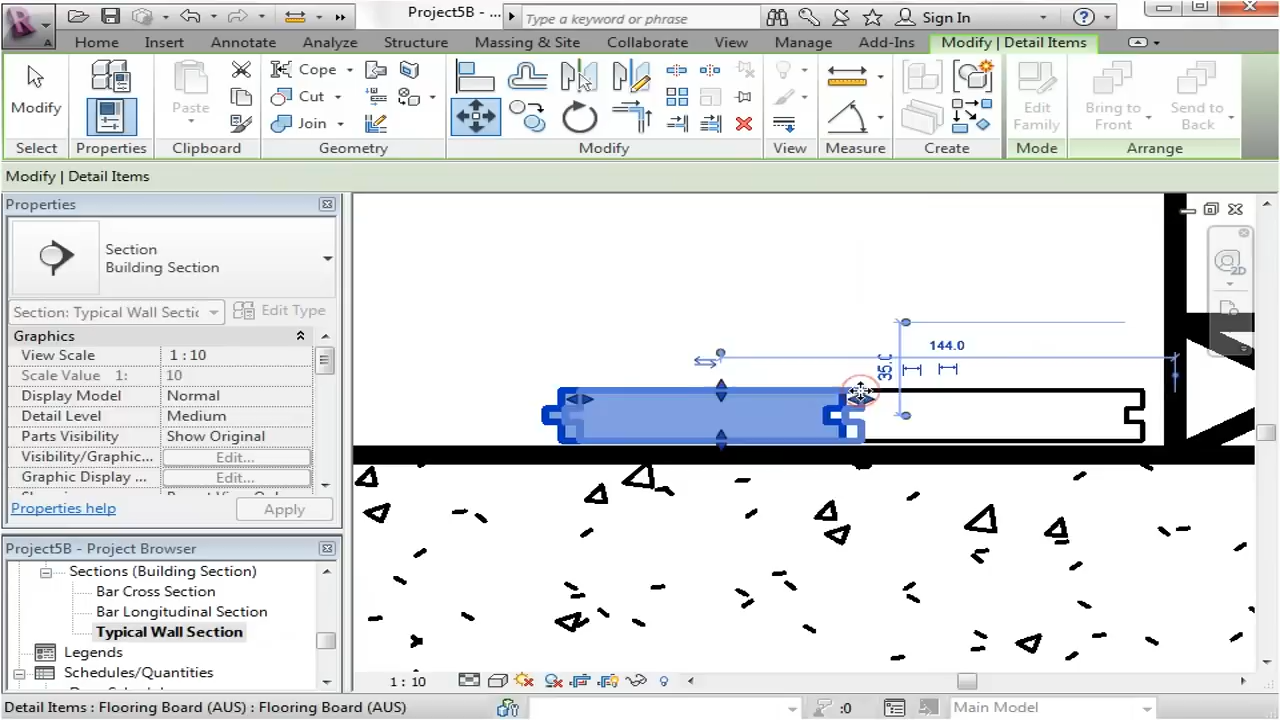 Project5B - ...
Type a keyword or phrase
Sign In
Home
Insert
Annotate
Analyze
Structure
Massing & Site
Collaborate
View
Manage
Add-Ins
Modify | Detail Items
Modify
Paste
Cope
Cut
Join
Edit
Family
Bring to
Front
Send to
Back
Select
Properties
Clipboard
Geometry
Modify
View
Measure
Create
Mode
Arrange
Modify | Detail Items
Properties
Section
Building Section
Section: Typical Wall Sectic
Edit Type
Graphics
View Scale 1 : 10
Scale Value 1: 10
Display Model Normal
Detail Level Medium
Parts Visibility Show Original
Visibility/Graphic... Edit...
Graphic Display ... Edit...
Properties help
Apply
Project5B - Project Browser
Sections (Building Section)
Bar Cross Section
Bar Longitudinal Section
Typical Wall Section
Legends
Schedules/Quantities
144.0
35.0
2D
1 : 10
Detail Items : Flooring Board (AUS) : Flooring Board (AUS)
:0
Main Model